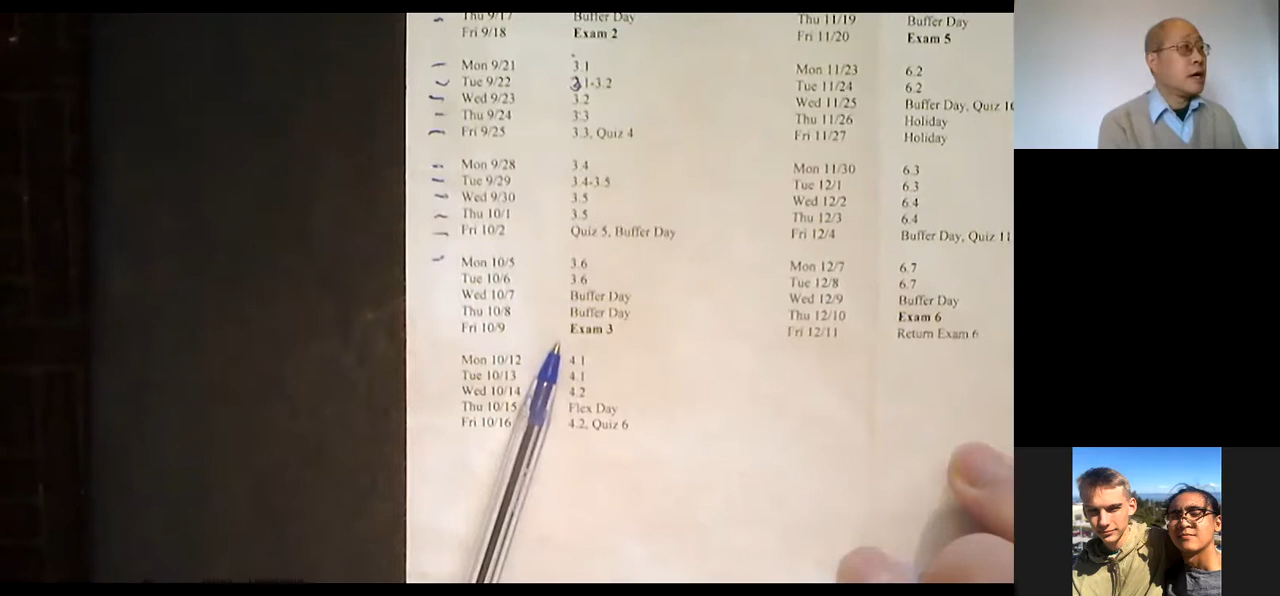 Thu 9/17 Buffer Day
Fri 9/18 Exam 2
Mon 9/21 3.1
Tue 9/22 3.1-3.2
Wed 9/23 3.2
Thu 9/24 3.3
Fri 9/25 3.3, Quiz 4
Mon 9/28 3.4
Tue 9/29 3.4-3.5
Wed 9/30 3.5
Thu 10/1 3.5
Fri 10/2 Quiz 5, Buffer Day
Mon 10/5 3.6
Tue 10/6 3.6
Wed 10/7 Buffer Day
Thu 10/8 Buffer Day
Fri 10/9 Exam 3
Mon 10/12 4.1
Tue 10/13 4.1
Wed 10/14 4.2
Thu 10/15 Flex Day
Fri 10/16 4.2, Quiz 6
Thu 11/19 Buffer Day
Fri 11/20 Exam 5
Mon 11/23 6.2
Tue 11/24 6.2
Wed 11/25 Buffer Day, Quiz 10
Thu 11/26 Holiday
Fri 11/27 Holiday
Mon 11/30 6.3
Tue 12/1 6.3
Wed 12/2 6.4
Thu 12/3 6.4
Fri 12/4 Buffer Day, Quiz 11
Mon 12/7 6.7
Tue 12/8 6.7
Wed 12/9 Buffer Day
Thu 12/10 Exam 6
Fri 12/11 Return Exam 6